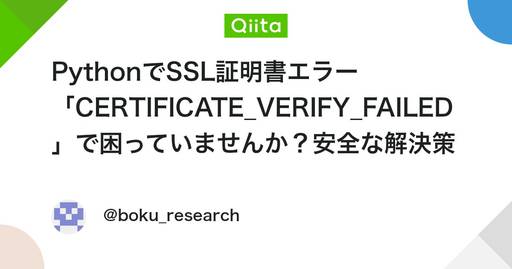 Qiita
PythonでSSL証明書エラー
「CERTIFICATE_VERIFY_FAILED
」で困っていませんか？安全な解決策
@boku_research